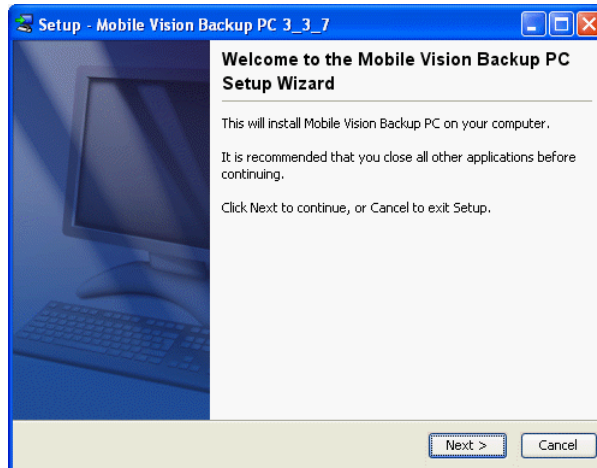 Setup - Mobile Vision Backup PC 3_3_7
Welcome to the Mobile Vision Backup PC
Setup Wizard
This will install Mobile Vision Backup PC on your computer.
It is recommended that you close all other applications before
continuing.
Click Next to continue, or Cancel to exit Setup.
Next >
Cancel